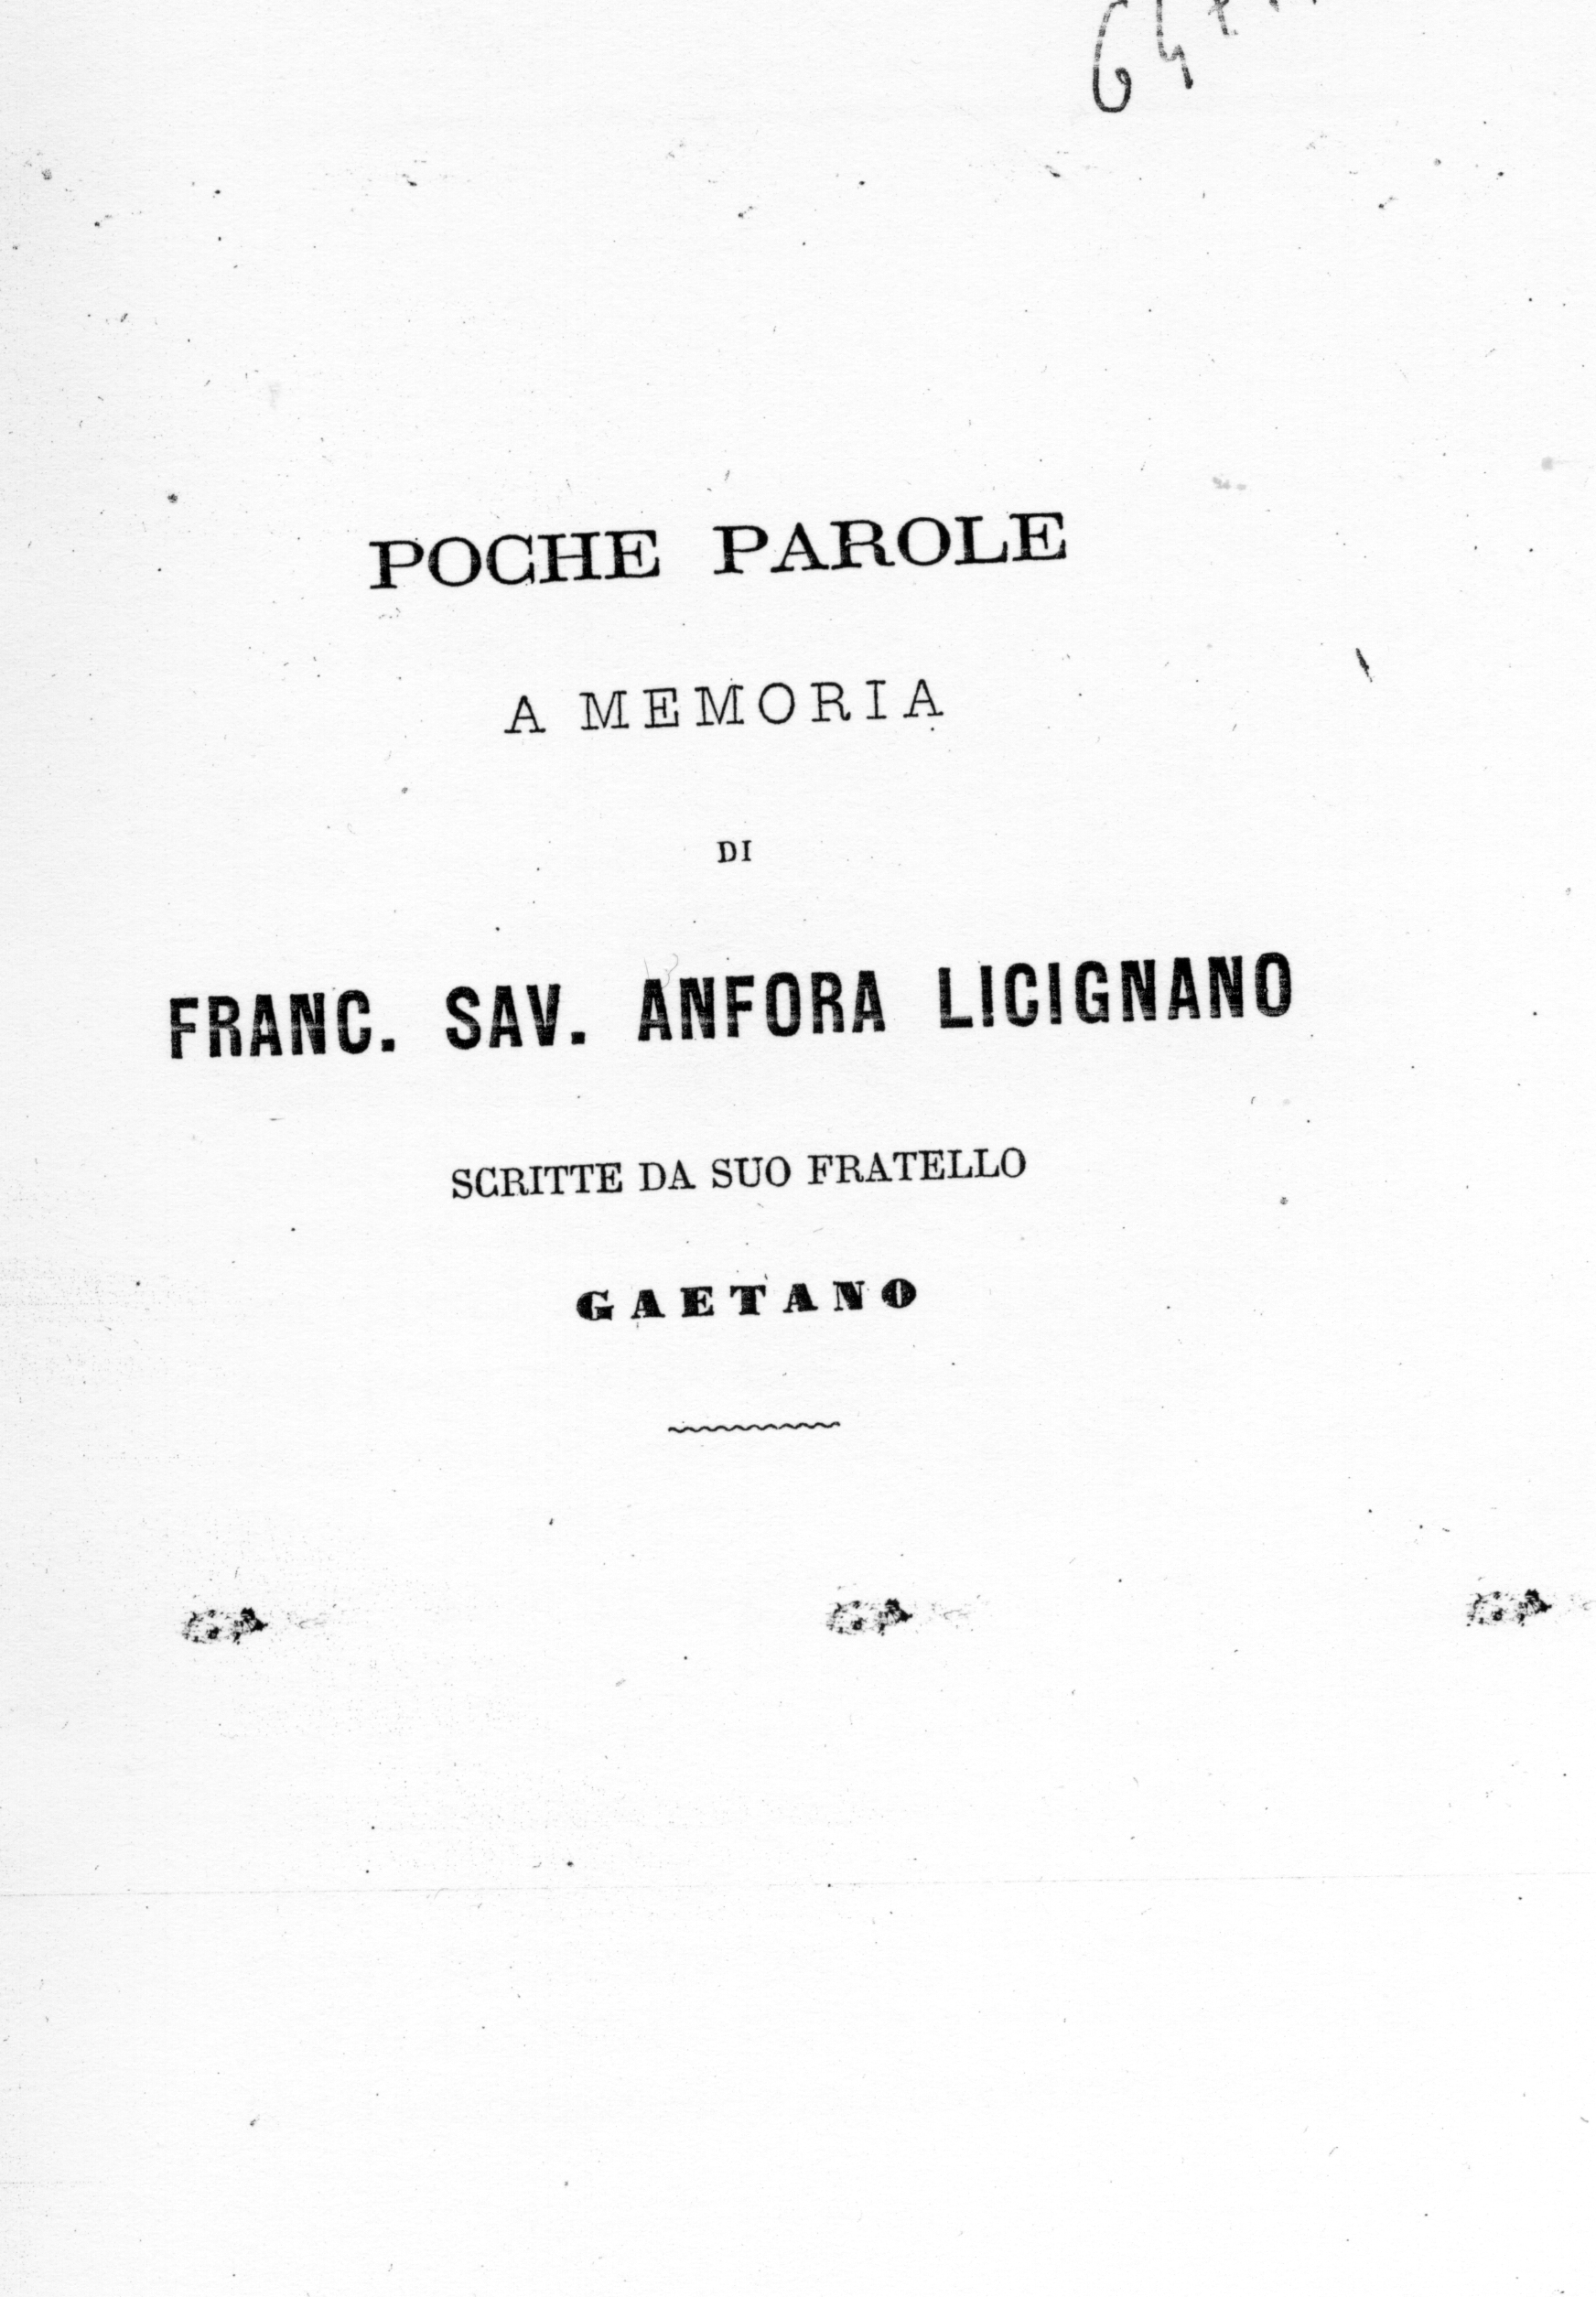 POCHE PAROLE
A MEMORIA
DI
FRANC. SAV. ANFORA LICIGNANO
SCRITTE DA SUO FRATELLO
GAETANO